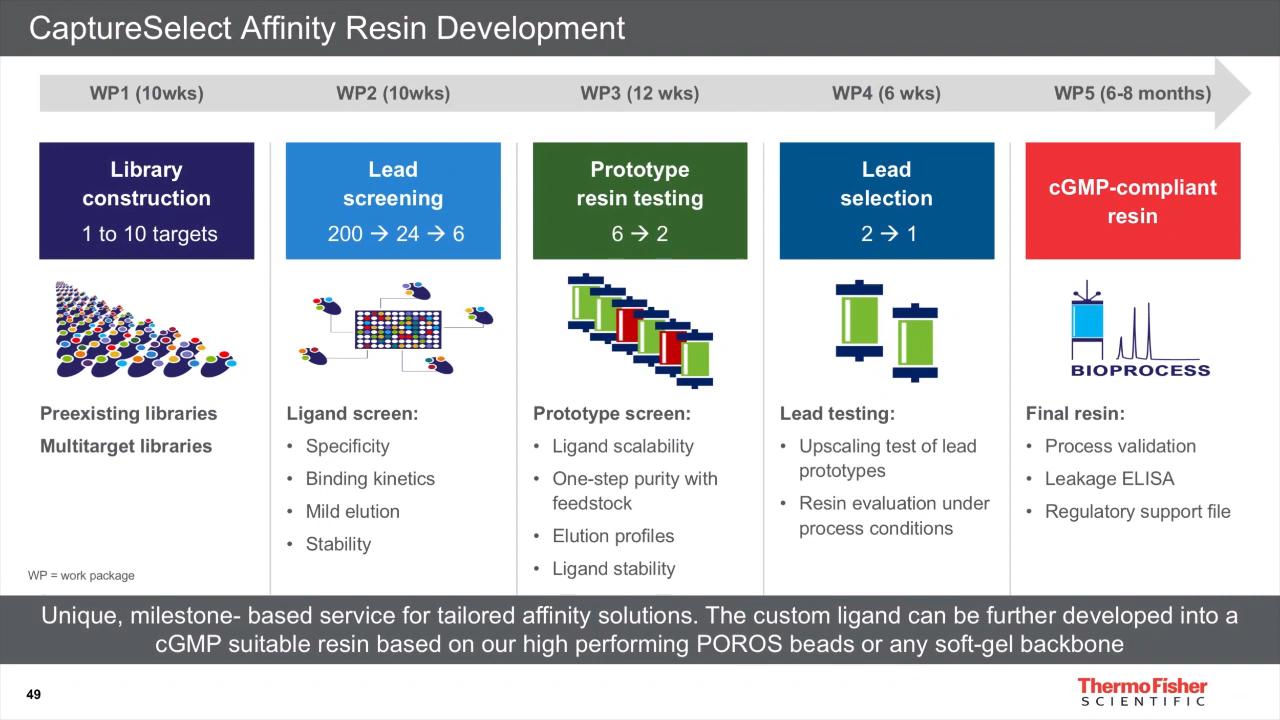 CaptureSelect Affinity Resin Development
WP1 (10wks)
WP2 (10wks)
WP3 (12 wks)
WP4 (6 wks)
WP5 (6-8 months)
Library
construction
1 to 10 targets
Lead
screening
200 → 24 → 6
Prototype
resin testing
6 → 2
Lead
selection
2 → 1
cGMP-compliant
resin
BIOPROCESS
Preexisting libraries
Multitarget libraries
Ligand screen:
• Specificity
• Binding kinetics
• Mild elution
• Stability
Prototype screen:
• Ligand scalability
• One-step purity with
feedstock
• Elution profiles
• Ligand stability
Lead testing:
• Upscaling test of lead
prototypes
• Resin evaluation under
process conditions
Final resin:
• Process validation
• Leakage ELISA
• Regulatory support file
WP = work package
Unique, milestone- based service for tailored affinity solutions. The custom ligand can be further developed into a
cGMP suitable resin based on our high performing POROS beads or any soft-gel backbone
49
ThermoFisher
SCIENTIFIC